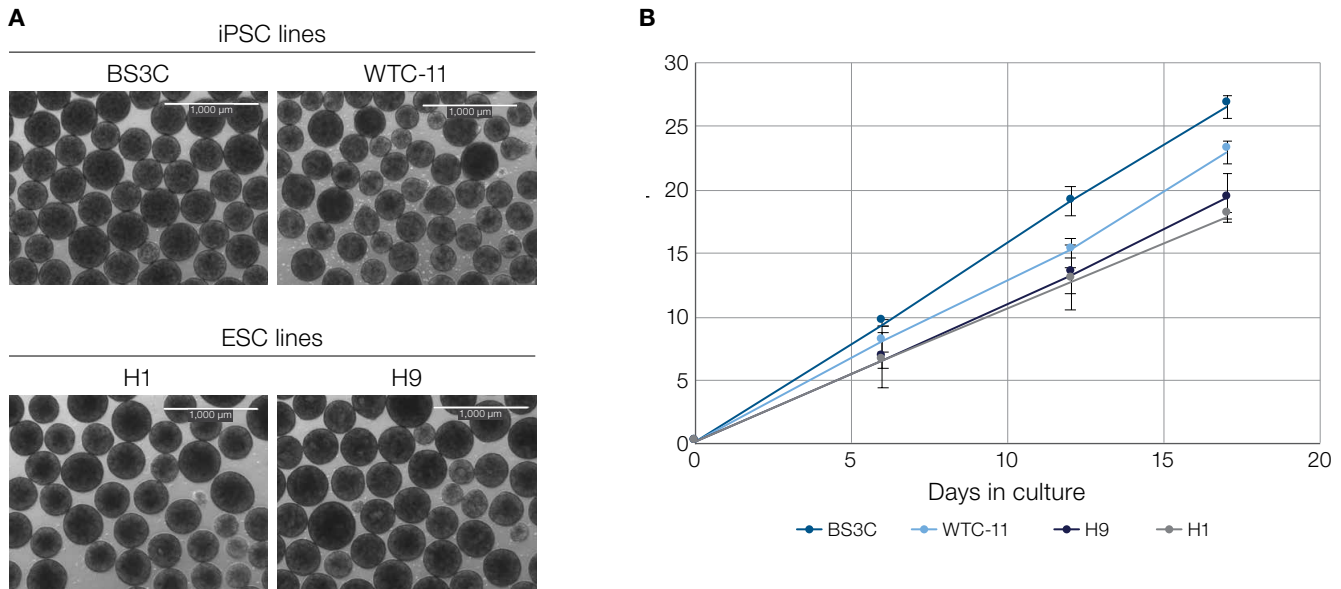 A
iPSC lines
BS3C
WTC-11
1,000 µm
1,000 µm
ESC lines
H1
H9
1,000 µm
1,000 µm
B
30
25
20
15
10
5
0
0 5 10 15 20
Days in culture
BS3C WTC-11 H9 H1